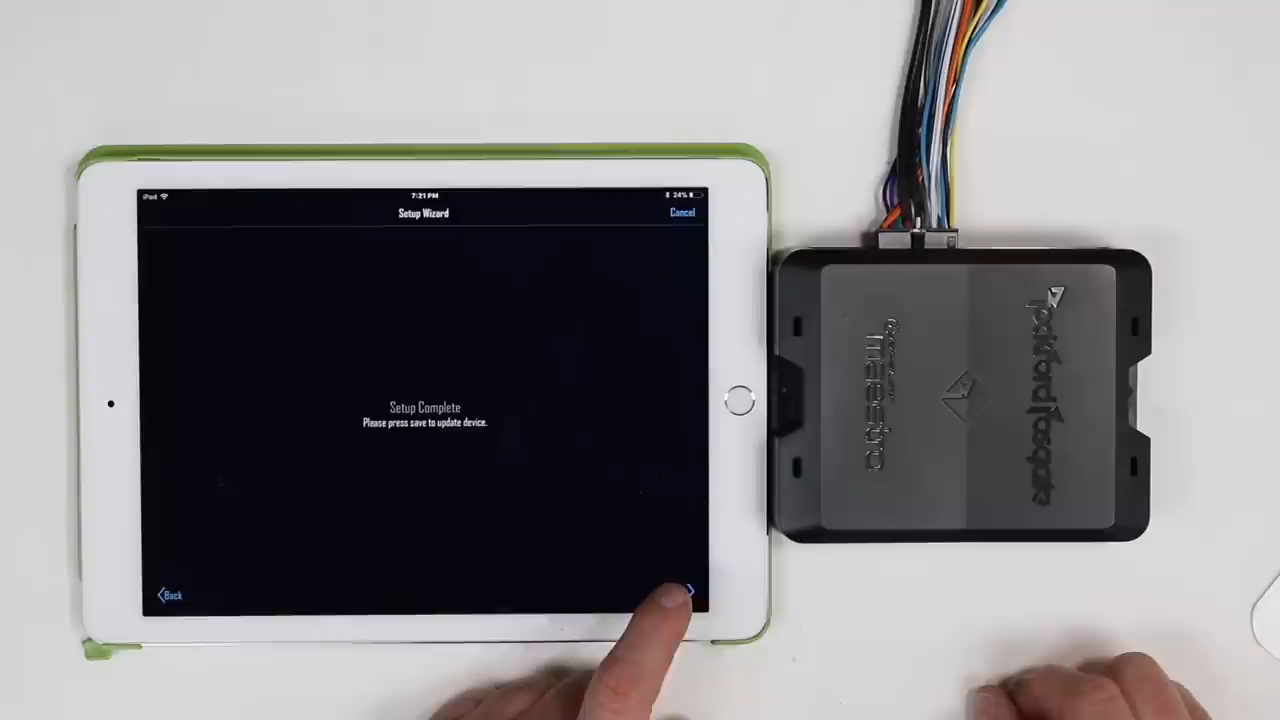 iPad 7:21 PM 24%
Setup Wizard
Cancel
Setup Complete
Please press save to update device.
Back
Rockford Fosgate
maestro